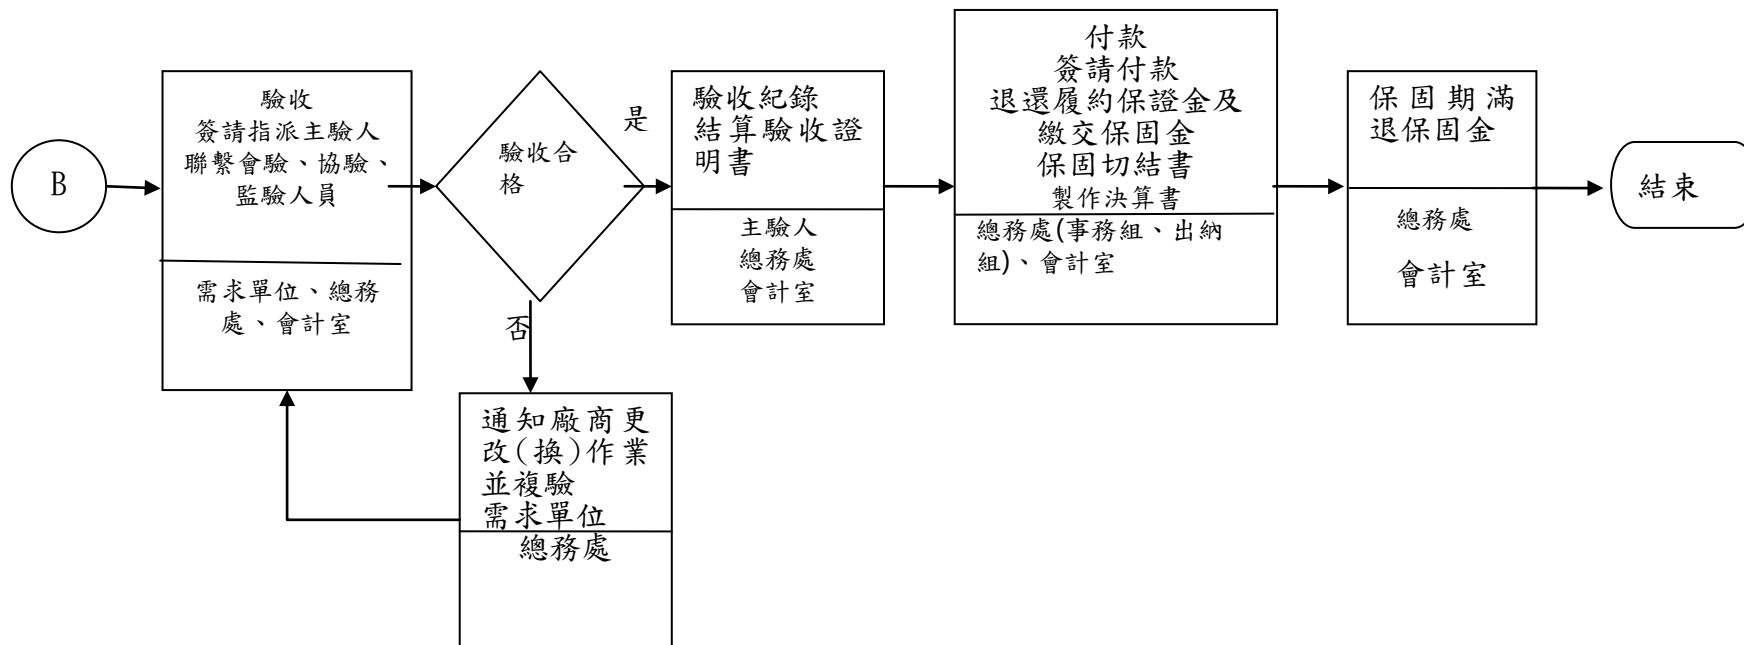 B
驗收
簽請指派主驗人
聯繫會驗、協驗、
監驗人員
需求單位、總務
處、會計室
驗收合
格
是
否
通知廠商更
改(換)作業
並複驗
需求單位
總務處
驗收紀錄
結算驗收證
明書
主驗人
總務處
會計室
付款
簽請付款
退還履約保證金及
繳交保固金
保固切結書
製作決算書
總務處(事務組、出納
組)、會計室
保固期滿
退保固金
總務處
會計室
結束